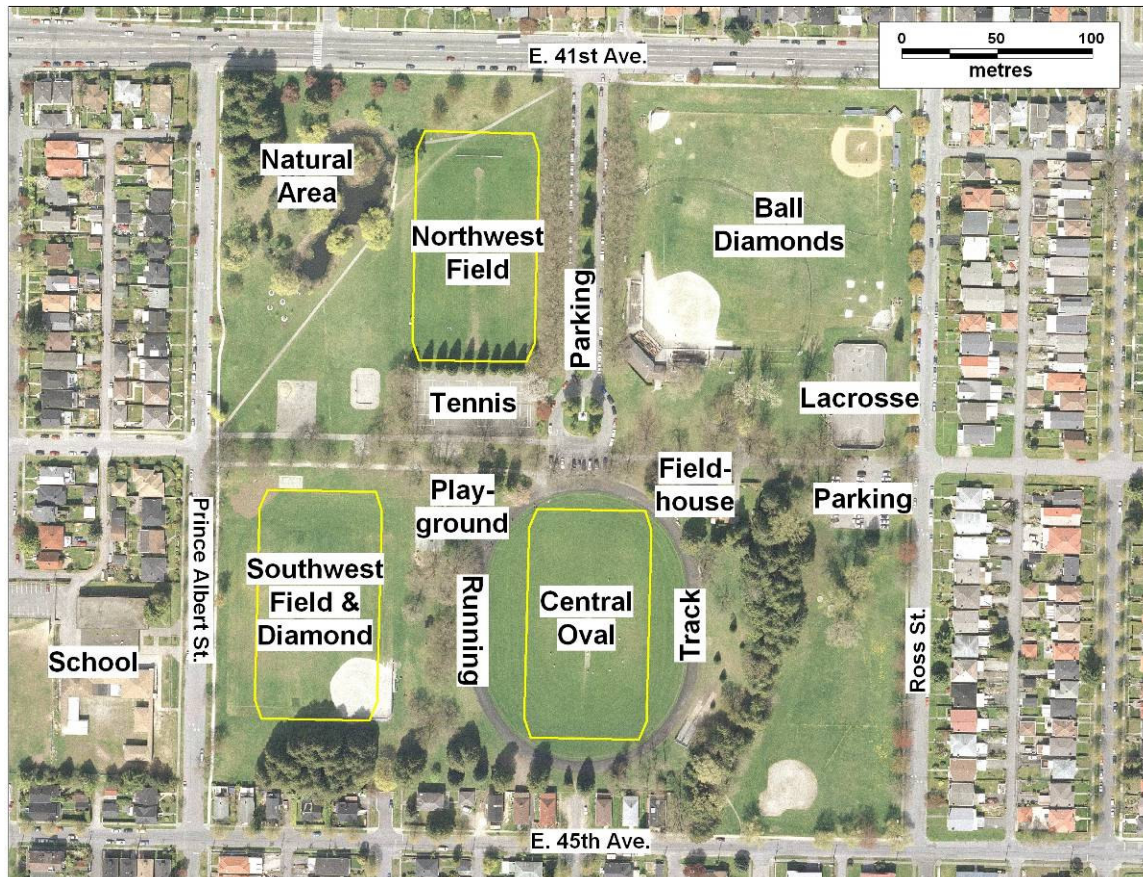 E. 41st Ave.
0 50 100
metres
Natural
Area
Northwest
Field
Parking
Ball
Diamonds
Tennis
Lacrosse
Play-
ground
Field-
house
Parking
Prince Albert St.
Southwest
Field &
Diamond
School
Running
Central
Oval
Track
Ross St.
E. 45th Ave.